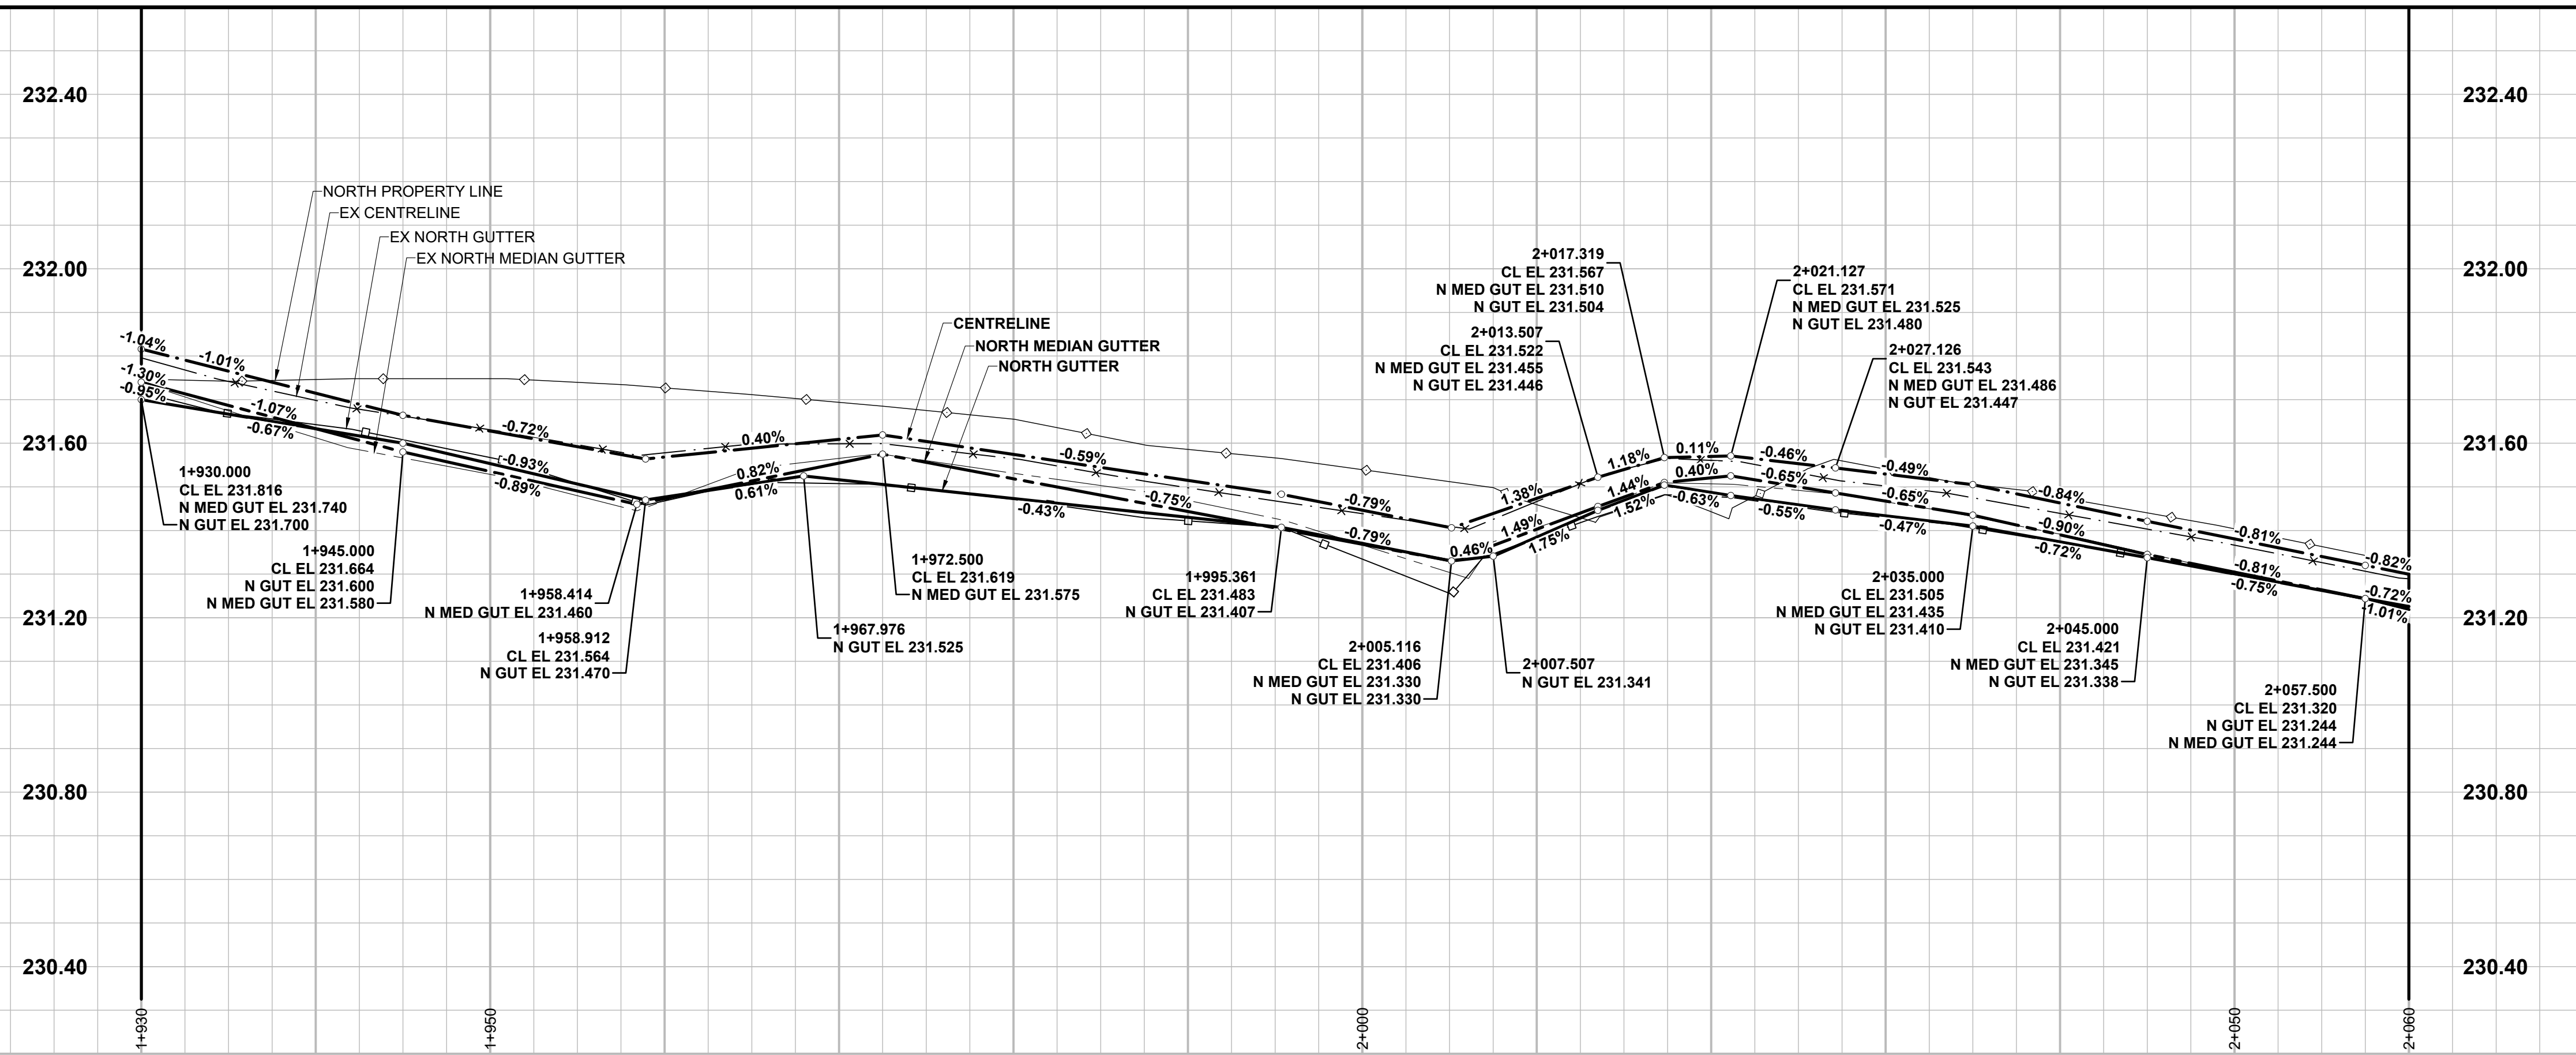 232.40
232.40
232.00
232.00
231.60
231.60
231.20
231.20
230.80
230.80
230.40
230.40
NORTH PROPERTY LINE
EX CENTRELINE
EX NORTH GUTTER
EX NORTH MEDIAN GUTTER
CENTRELINE
NORTH MEDIAN GUTTER
NORTH GUTTER
-1.04%
-1.01%
-1.30%
-0.95%
-1.07%
-0.67%
-0.72%
-0.93%
-0.89%
0.40%
0.82%
0.61%
-0.59%
-0.75%
-0.43%
-0.79%
-0.79%
0.46%
1.38%
1.49%
1.75%
1.18%
1.44%
1.52%
0.11%
0.40%
-0.63%
-0.46%
-0.65%
-0.55%
-0.49%
-0.65%
-0.47%
-0.84%
-0.90%
-0.72%
-0.81%
-0.81%
-0.75%
-0.82%
-0.72%
-1.01%
1+930.000
CL EL 231.816
N MED GUT EL 231.740
N GUT EL 231.700
1+945.000
CL EL 231.664
N GUT EL 231.600
N MED GUT EL 231.580
1+958.414
N MED GUT EL 231.460
1+958.912
CL EL 231.564
N GUT EL 231.470
1+967.976
N GUT EL 231.525
1+972.500
CL EL 231.619
N MED GUT EL 231.575
1+995.361
CL EL 231.483
N GUT EL 231.407
2+005.116
CL EL 231.406
N MED GUT EL 231.330
N GUT EL 231.330
2+007.507
N GUT EL 231.341
2+013.507
CL EL 231.522
N MED GUT EL 231.455
N GUT EL 231.446
2+017.319
CL EL 231.567
N MED GUT EL 231.510
N GUT EL 231.504
2+021.127
CL EL 231.571
N MED GUT EL 231.525
N GUT EL 231.480
2+027.126
CL EL 231.543
N MED GUT EL 231.486
N GUT EL 231.447
2+035.000
CL EL 231.505
N MED GUT EL 231.435
N GUT EL 231.410
2+045.000
CL EL 231.421
N MED GUT EL 231.345
N GUT EL 231.338
2+057.500
CL EL 231.320
N GUT EL 231.244
N MED GUT EL 231.244
1+930
1+950
2+000
2+050
2+060